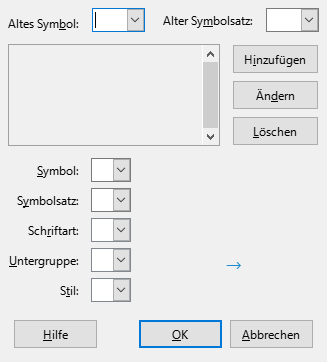 Altes Symbol: Alter Symbolsatz:
Hinzufügen
Ändern
Löschen
Symbol:
Symbolsatz:
Schriftart:
Untergruppe: →
Stil:
Hilfe OK Abbrechen